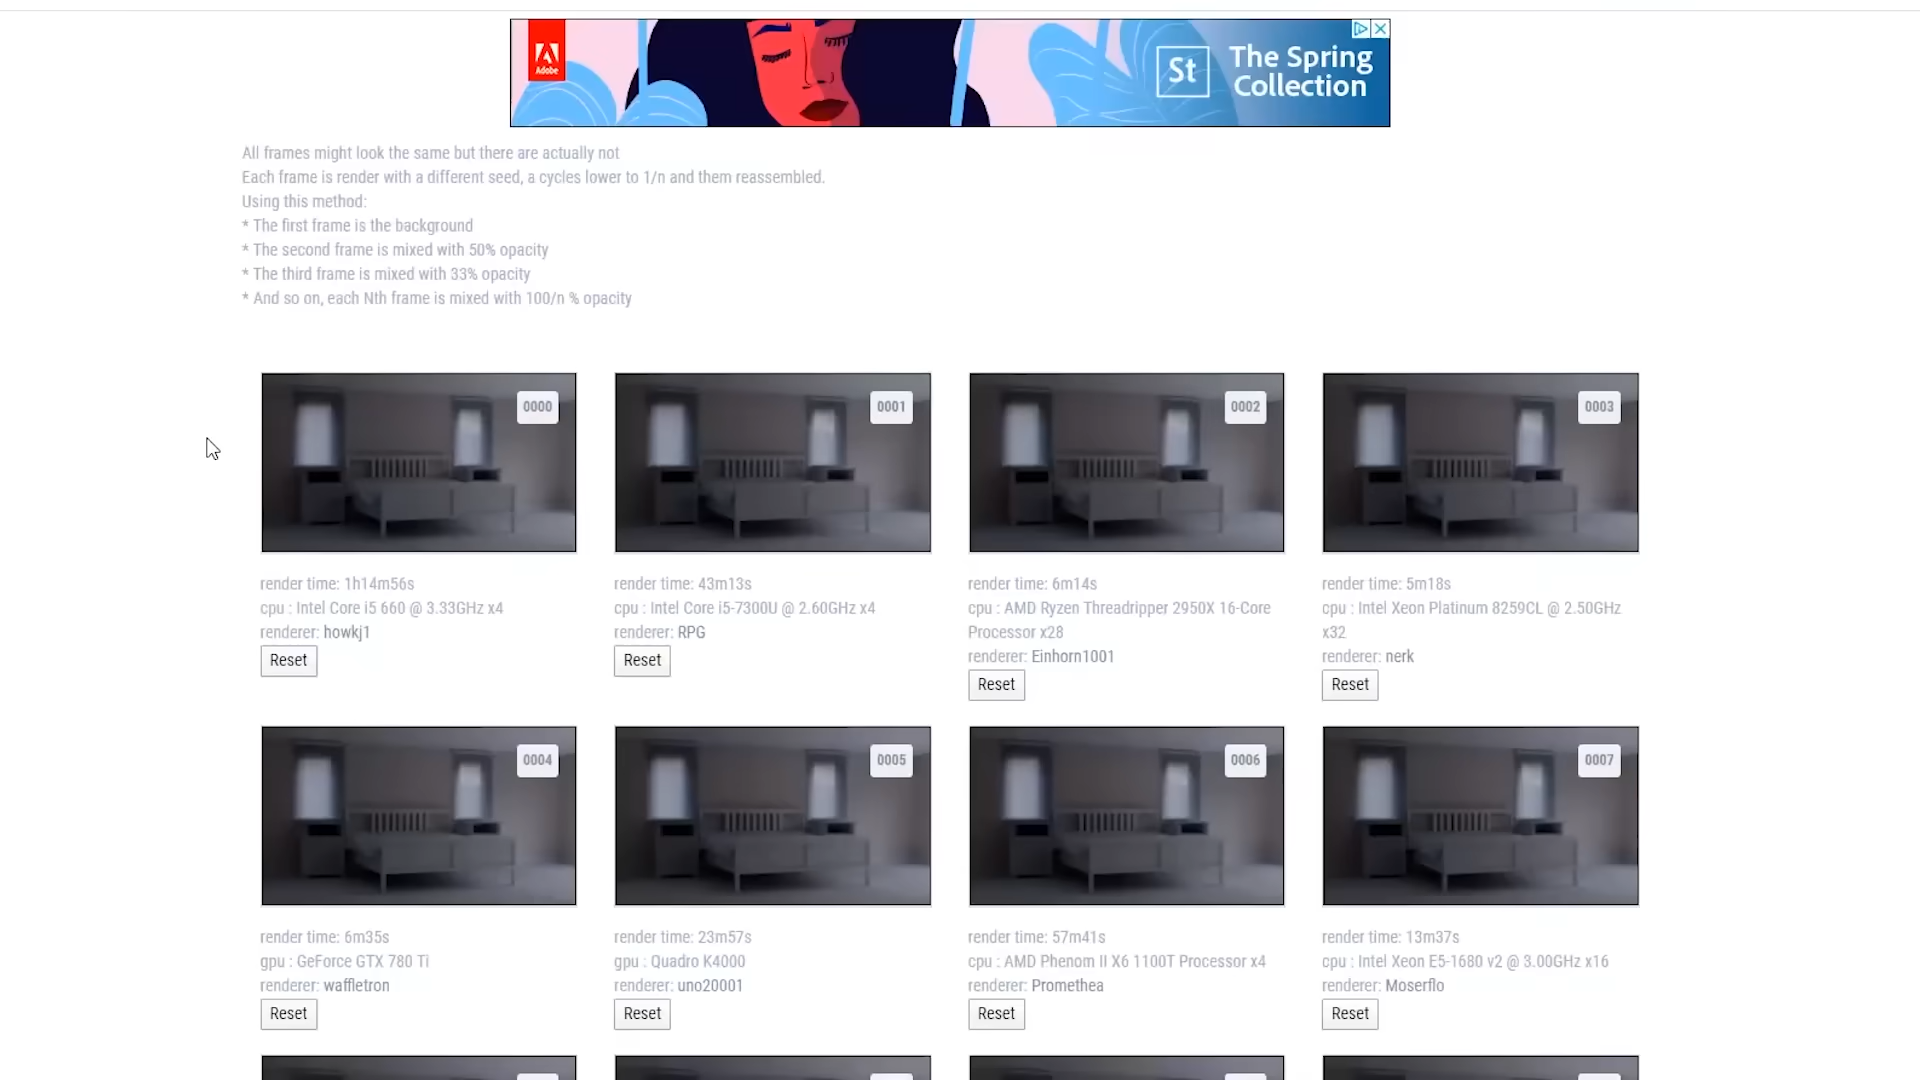 Adobe
St
The Spring
Collection
All frames might look the same but there are actually not
Each frame is render with a different seed, a cycles lower to 1/n and them reassembled.
Using this method:
* The first frame is the background
* The second frame is mixed with 50% opacity
* The third frame is mixed with 33% opacity
* And so on, each Nth frame is mixed with 100/n % opacity
0000
0001
0002
0003
render time: 1h14m56s
cpu : Intel Core i5 660 @ 3.33GHz x4
renderer: howkj1
Reset
render time: 43m13s
cpu : Intel Core i5-7300U @ 2.60GHz x4
renderer: RPG
Reset
render time: 6m14s
cpu : AMD Ryzen Threadripper 2950X 16-Core
Processor x28
renderer: Einhorn1001
Reset
render time: 5m18s
cpu : Intel Xeon Platinum 8259CL @ 2.50GHz
x32
renderer: nerk
Reset
0004
0005
0006
0007
render time: 6m35s
gpu : GeForce GTX 780 Ti
renderer: waffletron
Reset
render time: 23m57s
gpu : Quadro K4000
renderer: uno20001
Reset
render time: 57m41s
cpu : AMD Phenom II X6 1100T Processor x4
renderer: Promethea
Reset
render time: 13m37s
cpu : Intel Xeon E5-1680 v2 @ 3.00GHz x16
renderer: Moserflo
Reset